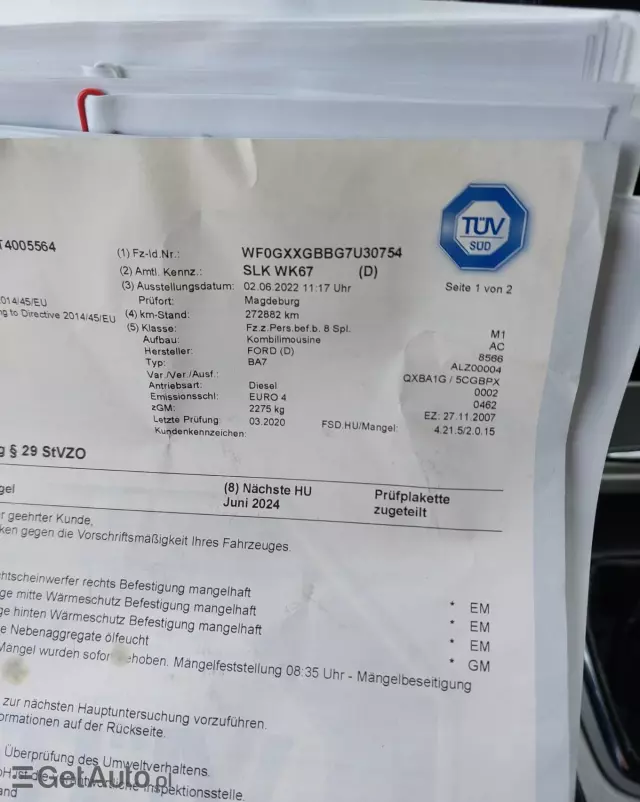 TÜV
SÜD
T4005564
(1) Fz-Id.Nr.: WF0GXXGBBG7U30754
(2) Amtl. Kennz.: SLK WK67 (D)
(3) Ausstellungsdatum: 02.06.2022 11:17 Uhr
Seite 1 von 2
Prüfort: Magdeburg
2014/45/EU
(4) km-Stand: 272882 km
ng to Directive 2014/45/EU
(5) Klasse: Fz.z.Pers.bef.b. 8 Spl. M1
Aufbau: Kombilimousine AC
Hersteller: FORD (D) 8566
Typ: BA7 ALZ00004
Var./Ver./Ausf.: QXBA1G / 5CGBPX
Antriebsart: Diesel 0002
Emissionsschl: EURO 4 0462
zGM: 2275 kg EZ: 27.11.2007
Letzte Prüfung: 03.2020 FSD.HU/Mangel: 4.21.5/2.0.15
Kundenkennzeichen:
g § 29 StVZO
gel (8) Nächste HU Prüfplakette
Juni 2024 zugeteilt
r geehrter Kunde,
ken gegen die Vorschriftsmäßigkeit Ihres Fahrzeuges.
htscheinwerfer rechts Befestigung mangelhaft * EM
ge mitte Wärmeschutz Befestigung mangelhaft * EM
ge hinten Wärmeschutz Befestigung mangelhaft * EM
e Nebenaggregate ölfeucht * GM
Mängel wurden sofor hoben. Mängelfeststellung 08:35 Uhr - Mängelbeseitigung
zur nächsten Hauptuntersuchung vorzuführen.
ormationen auf der Rückseite.
Überprüfung des Umweltverhaltens.
ist die verantwortliche Inspektionsstelle.
and
GetAuto.pl